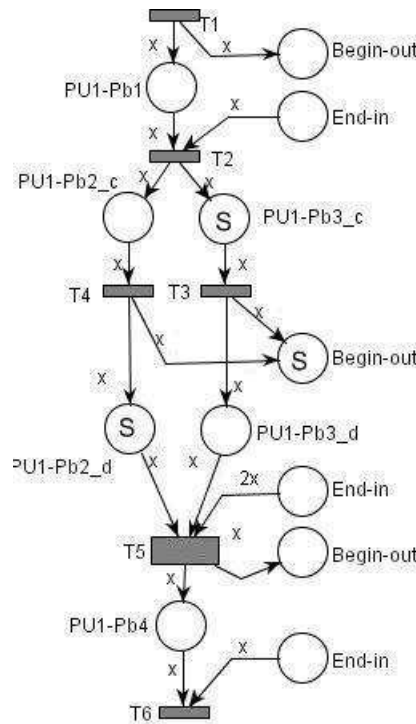 T1
x
x
Begin-out
PU1-Pb1
x
x
End-in
T2
PU1-Pb2_c
x
x
S
PU1-Pb3_c
x
x
T4
T3
x
x
S
Begin-out
x
x
S
PU1-Pb3_d
PU1-Pb2_d
x
x
2x
End-in
T5
x
Begin-out
x
PU1-Pb4
x
x
End-in
T6